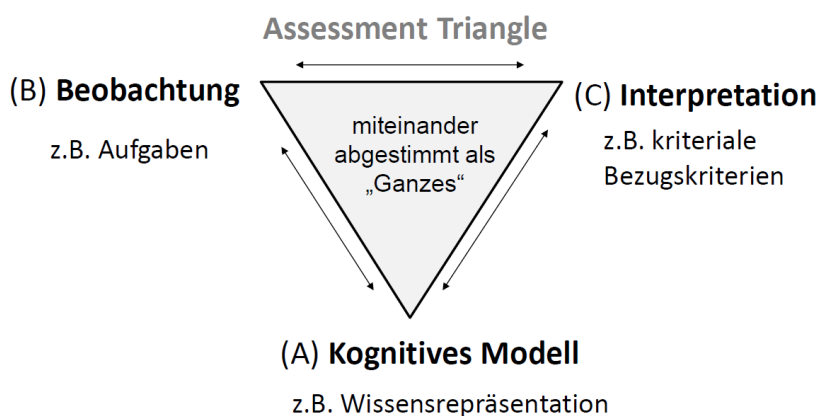 Assessment Triangle
(B) Beobachtung
z.B. Aufgaben
miteinander
abgestimmt als
„Ganzes“
(C) Interpretation
z.B. kriteriale
Bezugskriterien
(A) Kognitives Modell
z.B. Wissensrepräsentation